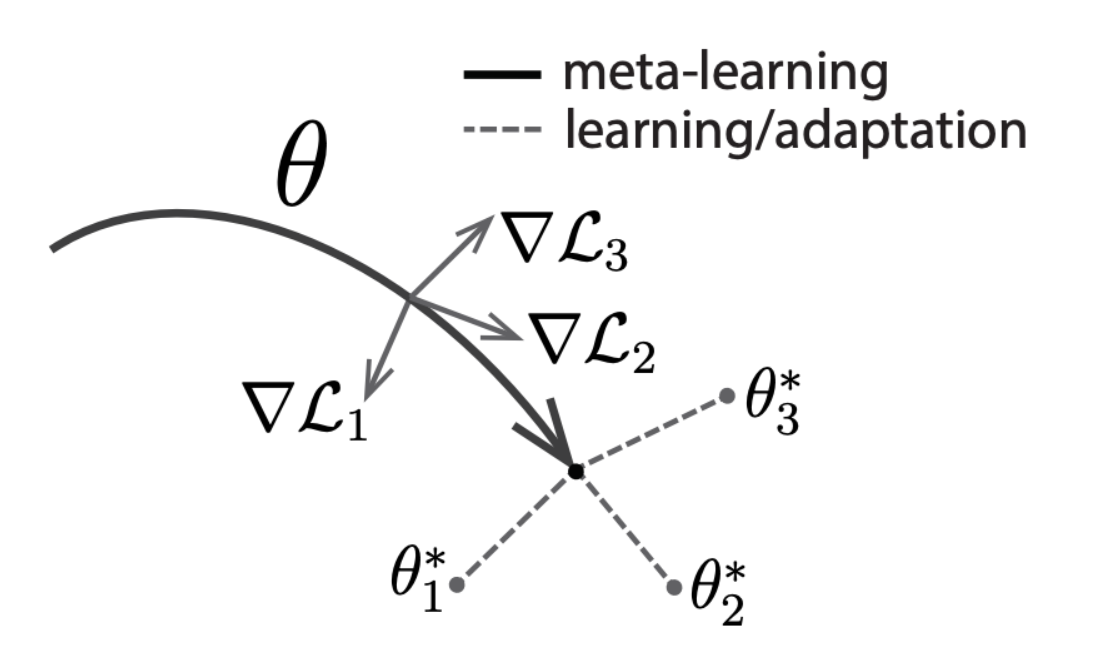 meta-learning
learning/adaptation
θ
∇ℒ₃
∇ℒ₂
∇ℒ₁
θ₃*
θ₁*
θ₂*